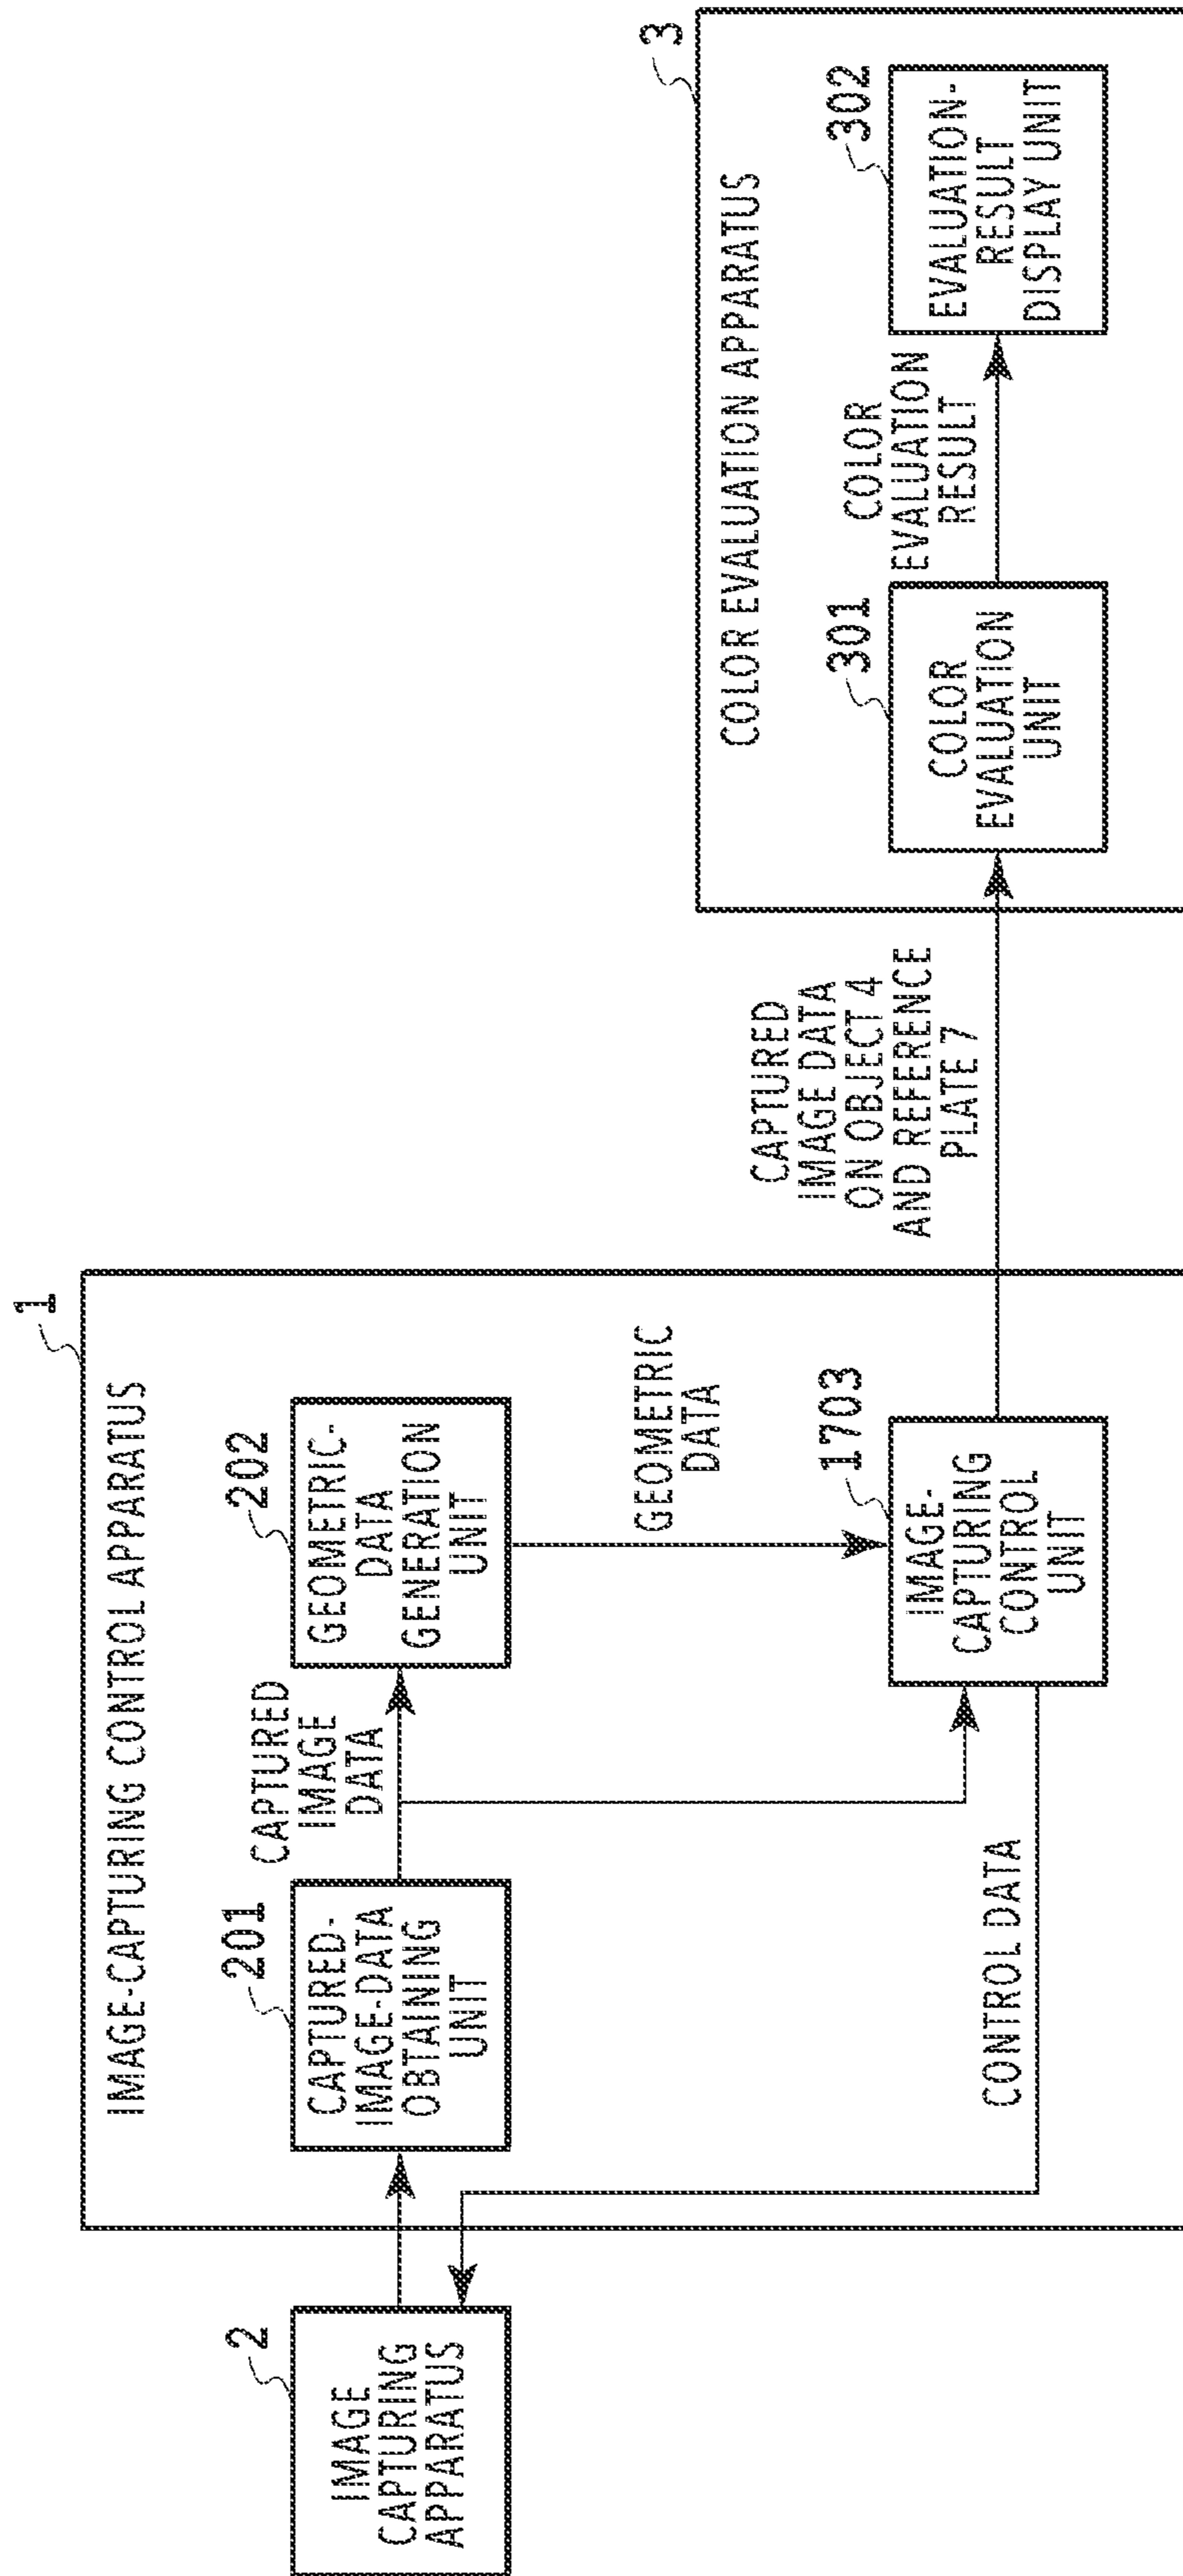 1
IMAGE-CAPTURING CONTROL APPARATUS
2
IMAGE
CAPTURING
APPARATUS
201
CAPTURED-
IMAGE-DATA
OBTAINING
UNIT
CAPTURED
IMAGE
DATA
202
GEOMETRIC-
DATA
GENERATION
UNIT
GEOMETRIC
DATA
CONTROL DATA
1703
IMAGE-
CAPTURING
CONTROL
UNIT
CAPTURED
IMAGE DATA
ON OBJECT 4
AND REFERENCE
PLATE 7
3
COLOR EVALUATION APPARATUS
301
COLOR
EVALUATION
UNIT
COLOR
EVALUATION
RESULT
302
EVALUATION-
RESULT
DISPLAY UNIT